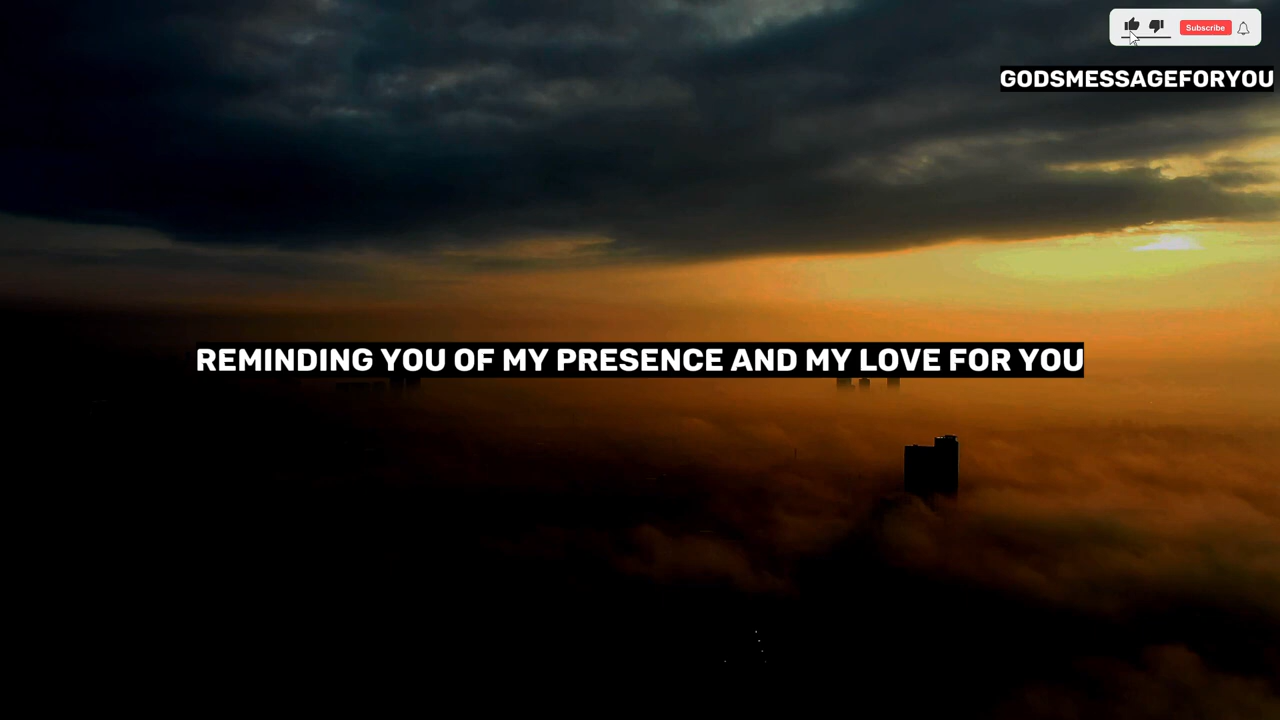 Subscribe
GODSMESSAGEFORYOU
REMINDING YOU OF MY PRESENCE AND MY LOVE FOR YOU